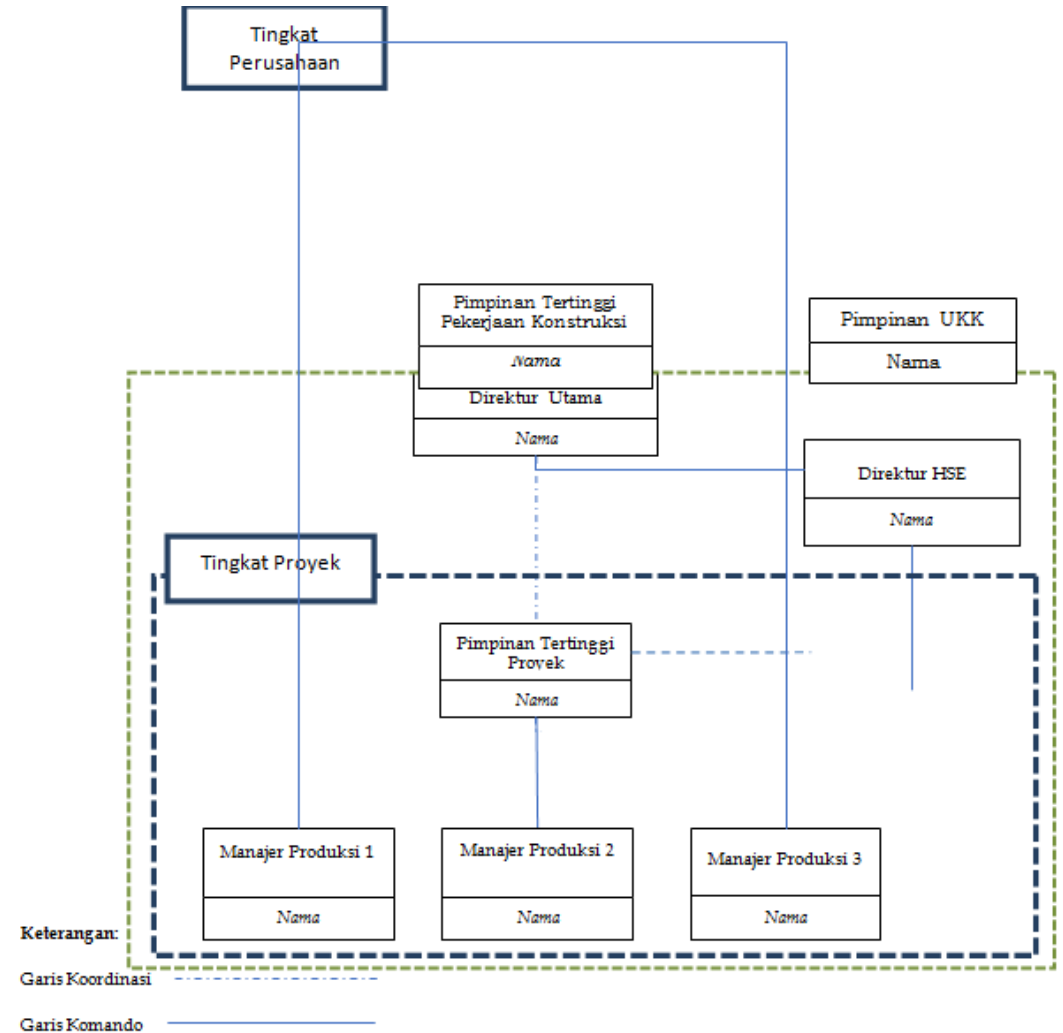 Tingkat
Perusahaan
Pimpinan Tertinggi
Pekerjaan Konstruksi
Nama
Pimpinan UKK
Nama
Direktur Utama
Nama
Direktur HSE
Nama
Tingkat Proyek
Pimpinan Tertinggi
Proyek
Nama
Manajer Produksi 1
Nama
Manajer Produksi 2
Nama
Manajer Produksi 3
Nama
Keterangan:
Garis Koordinasi
Garis Komando